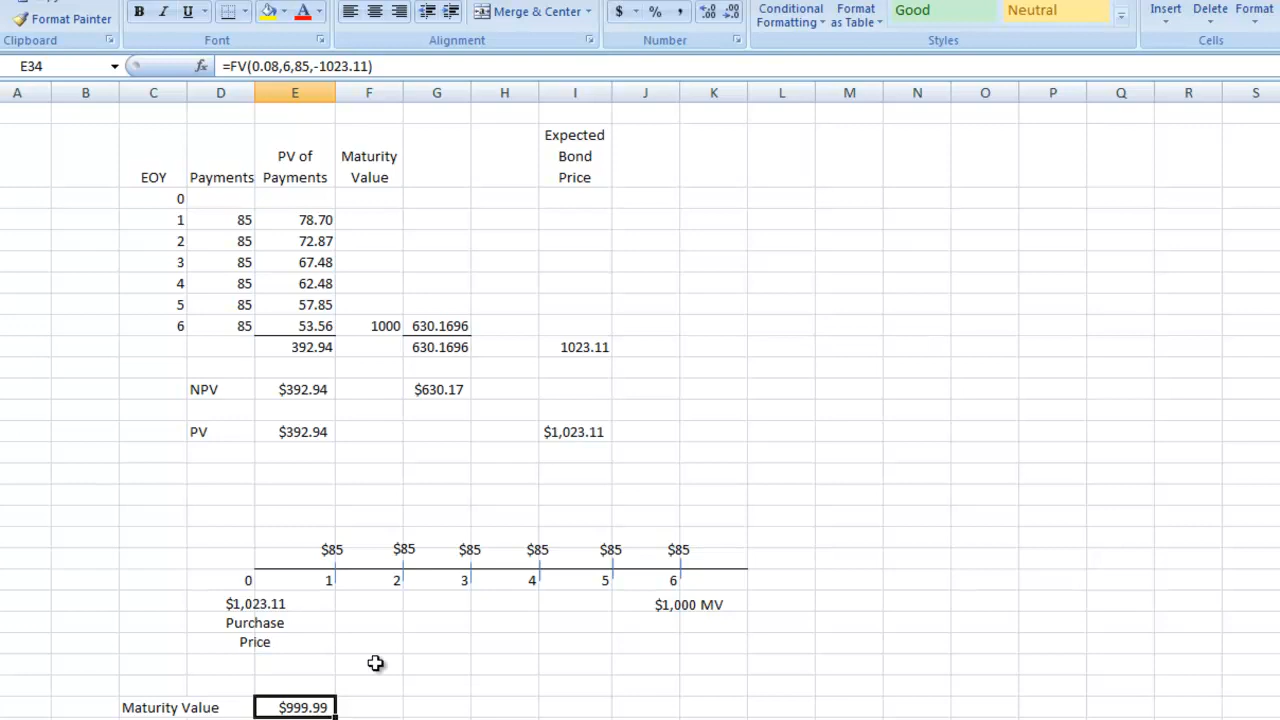 Format Painter
B I U
Merge & Center
$ % ,
Conditional Formatting
Format as Table
Good
Neutral
Insert
Delete
Format
Clipboard
Font
Alignment
Number
Styles
Cells
E34
fx
=FV(0.08,6,85,-1023.11)
A B C D E F G H I J K L M N O P Q R S
Expected
PV of Maturity Bond
EOY Payments Payments Value Price
0
1 85 78.70
2 85 72.87
3 85 67.48
4 85 62.48
5 85 57.85
6 85 53.56 1000 630.1696
392.94 630.1696 1023.11
NPV $392.94 $630.17
PV $392.94 $1,023.11
$85 $85 $85 $85 $85 $85
0 1 2 3 4 5 6
$1,023.11 $1,000 MV
Purchase
Price
Maturity Value $999.99